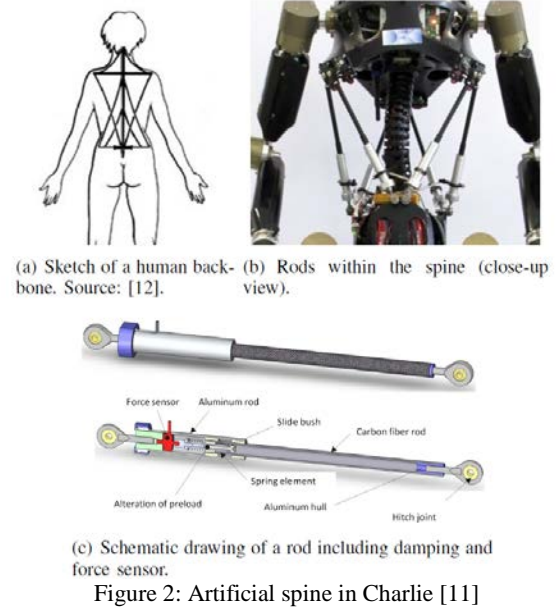 (a) Sketch of a human back-
bone. Source: [12].
(b) Rods within the spine (close-up
view).
Force sensor
Aluminum rod
Slide bush
Carbon fiber rod
Spring element
Alteration of preload
Aluminum hull
Hitch joint
(c) Schematic drawing of a rod including damping and
force sensor.
Figure 2: Artificial spine in Charlie [11]